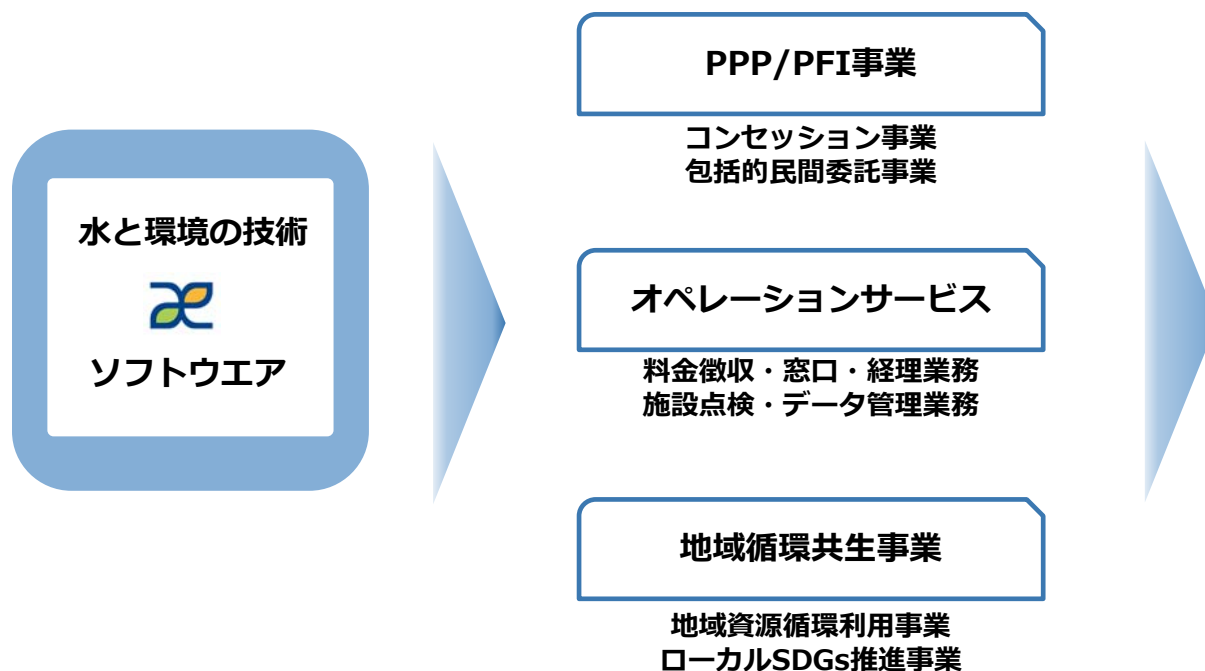 水と環境の技術
ソフトウエア
PPP/PFI事業
コンセッション事業
包括的民間委託事業
オペレーションサービス
料金徴収・窓口・経理業務
施設点検・データ管理業務
地域循環共生事業
地域資源循環利用事業
ローカルSDGs推進事業